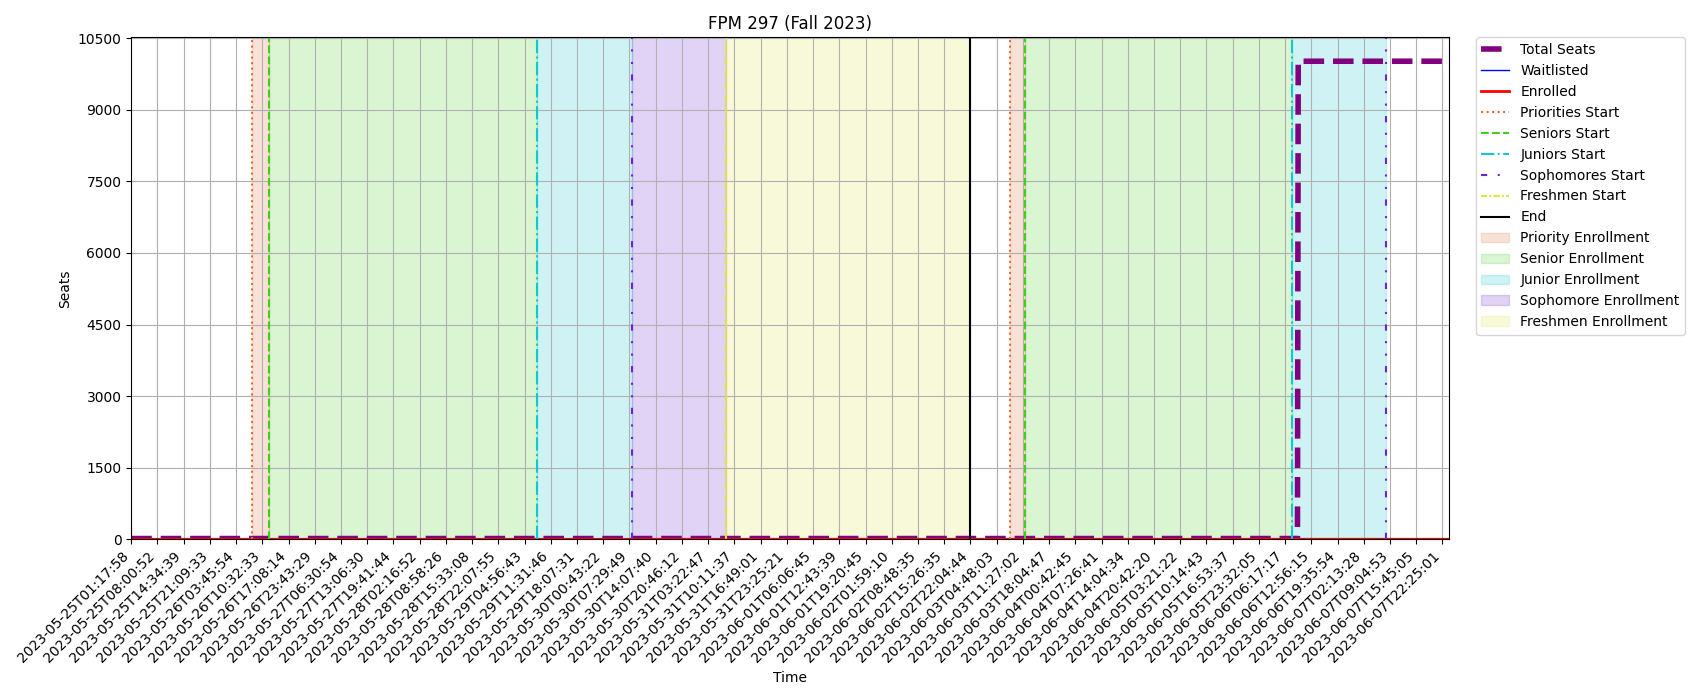 FPM 297 (Fall 2023)
10500
9000
7500
6000
4500
3000
1500
0
Seats
2023-05-25T01:17:58
2023-05-25T08:00:52
2023-05-25T14:34:39
2023-05-25T21:09:33
2023-05-26T03:45:54
2023-05-26T10:32:33
2023-05-26T17:08:14
2023-05-26T23:43:29
2023-05-27T06:30:54
2023-05-27T13:06:30
2023-05-27T19:41:44
2023-05-28T02:16:52
2023-05-28T08:58:26
2023-05-28T15:33:08
2023-05-28T22:07:55
2023-05-29T04:56:43
2023-05-29T11:31:46
2023-05-29T18:07:31
2023-05-30T00:43:22
2023-05-30T07:29:49
2023-05-30T14:07:40
2023-05-30T20:46:12
2023-05-31T03:22:47
2023-05-31T10:11:37
2023-05-31T16:49:01
2023-05-31T23:25:21
2023-06-01T06:06:45
2023-06-01T12:43:39
2023-06-01T19:20:45
2023-06-02T01:59:10
2023-06-02T08:48:35
2023-06-02T15:26:35
2023-06-02T22:04:44
2023-06-03T04:48:03
2023-06-03T11:27:02
2023-06-03T18:04:47
2023-06-04T00:42:45
2023-06-04T07:26:41
2023-06-04T14:04:34
2023-06-04T20:42:20
2023-06-05T03:21:22
2023-06-05T10:14:43
2023-06-05T16:53:37
2023-06-05T23:32:05
2023-06-06T06:17:17
2023-06-06T12:56:15
2023-06-06T19:35:54
2023-06-07T02:13:28
2023-06-07T09:04:53
2023-06-07T15:45:05
2023-06-07T22:25:01
Time
Total Seats
Waitlisted
Enrolled
Priorities Start
Seniors Start
Juniors Start
Sophomores Start
Freshmen Start
End
Priority Enrollment
Senior Enrollment
Junior Enrollment
Sophomore Enrollment
Freshmen Enrollment